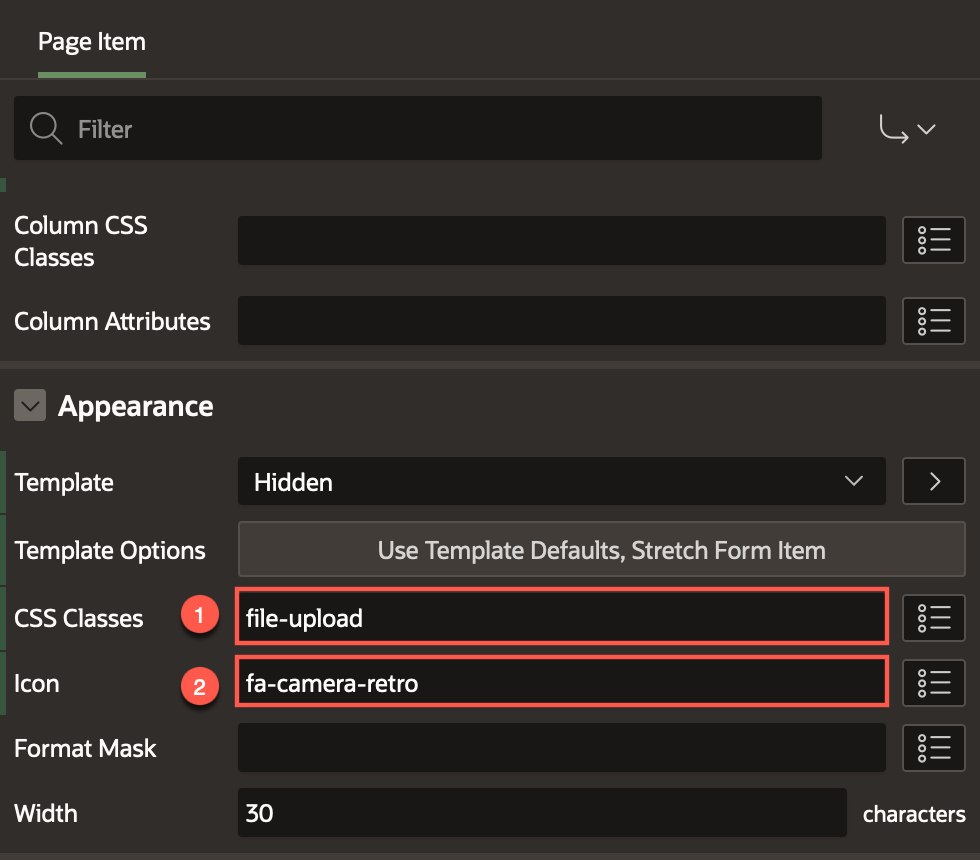 Page Item
Filter
Column CSS
Classes
Column Attributes
Appearance
Template Hidden
Template Options Use Template Defaults, Stretch Form Item
CSS Classes 1 file-upload
Icon 2 fa-camera-retro
Format Mask
Width 30 characters